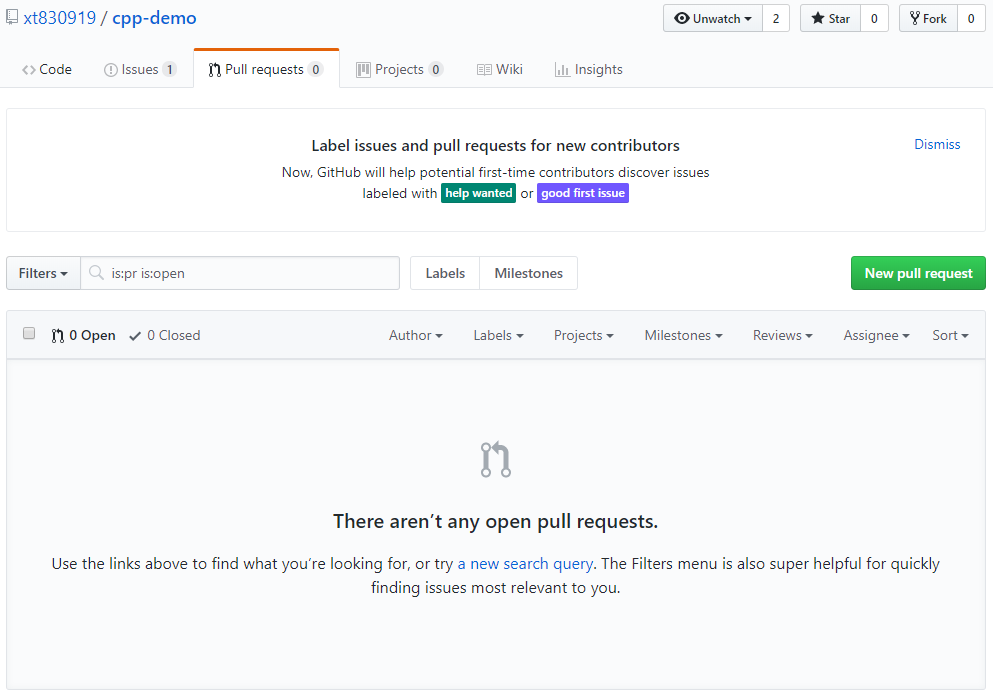 xt830919 / cpp-demo Unwatch 2 Star 0 Fork 0
Code Issues 1 Pull requests 0 Projects 0 Wiki Insights
Label issues and pull requests for new contributors Dismiss
Now, GitHub will help potential first-time contributors discover issues
labeled with help wanted or good first issue
Filters is:pr is:open Labels Milestones New pull request
0 Open 0 Closed Author Labels Projects Milestones Reviews Assignee Sort
There aren’t any open pull requests.
Use the links above to find what you’re looking for, or try a new search query. The Filters menu is also super helpful for quickly
finding issues most relevant to you.